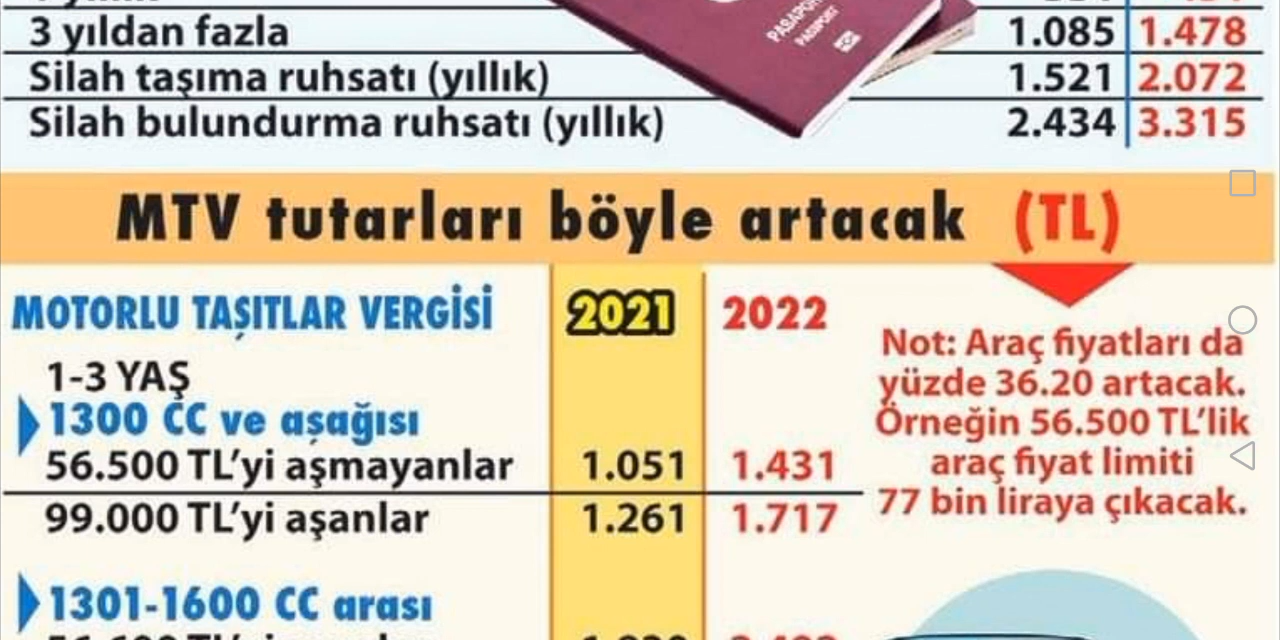 3 yıldan fazla 1.085 1.478
Silah taşıma ruhsatı (yıllık) 1.521 2.072
Silah bulundurma ruhsatı (yıllık) 2.434 3.315
PASAPORT
PASSPORT
MTV tutarları böyle artacak (TL)
MOTORLU TAŞITLAR VERGİSİ 2021 2022
1-3 YAŞ
1300 CC ve aşağısı
56.500 TL’yi aşmayanlar 1.051 1.431
99.000 TL’yi aşanlar 1.261 1.717
1301-1600 CC arası
Not: Araç fiyatları da
yüzde 36.20 artacak.
Örneğin 56.500 TL’lik
araç fiyat limiti
77 bin liraya çıkacak.